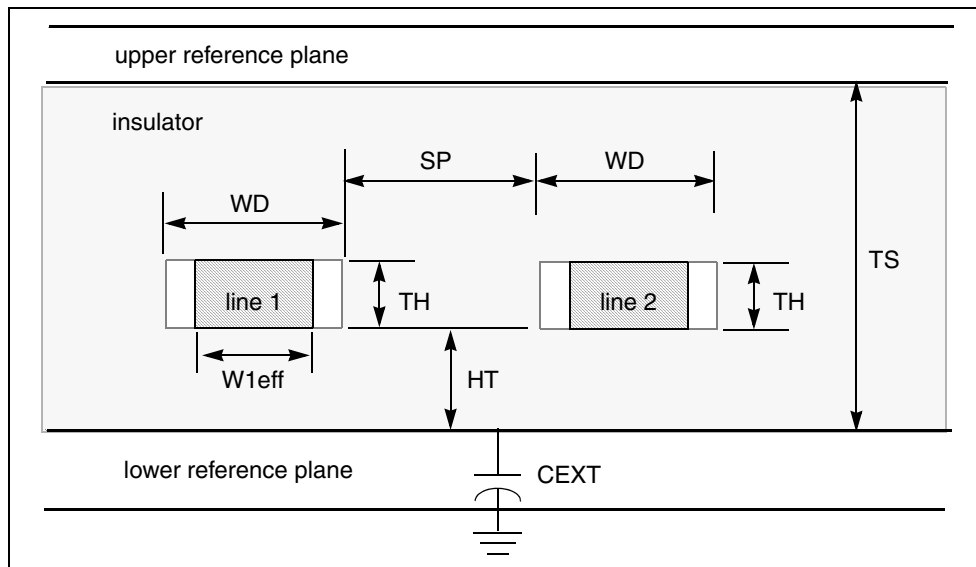 upper reference plane
insulator
SP
WD
WD
TS
line 1
TH
line 2
TH
W1eff
HT
lower reference plane
CEXT